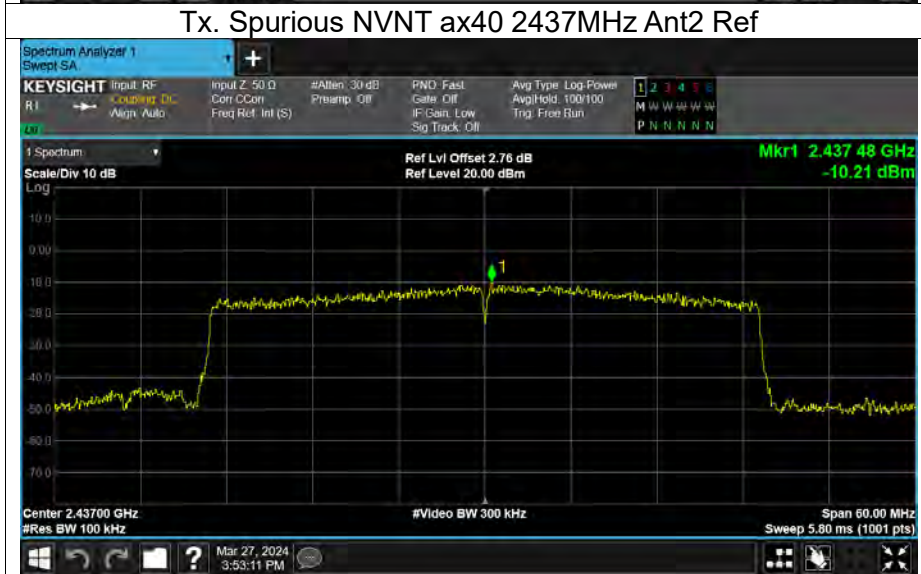 Tx. Spurious NVNT ax40 2437MHz Ant2 Ref
Spectrum Analyzer 1
Swept SA
+
KEYSIGHT Input: RF
Coupling: DC
Align: Auto
Input Z: 50 Ω
Corr CCorr
Freq Ref: Int (S)
#Atten: 30 dB
Preamp: Off
PNO: Fast
Gate: Off
IF Gain: Low
Sig Track: Off
Avg Type: Log-Power
Avg|Hold: 100/100
Trig: Free Run
1 2 3 4 5 6
M W W W W W
P N N N N N
1 Spectrum
Scale/Div 10 dB
Log
Ref Lvl Offset 2.76 dB
Ref Level 20.00 dBm
Mkr1 2.437 48 GHz
-10.21 dBm
10.0
0.00
-10.0
-20.0
-30.0
-40.0
-50.0
-60.0
-70.0
1
Center 2.43700 GHz
#Res BW 100 kHz
#Video BW 300 kHz
Span 60.00 MHz
Sweep 5.80 ms (1001 pts)
?
Mar 27, 2024
3:53:11 PM